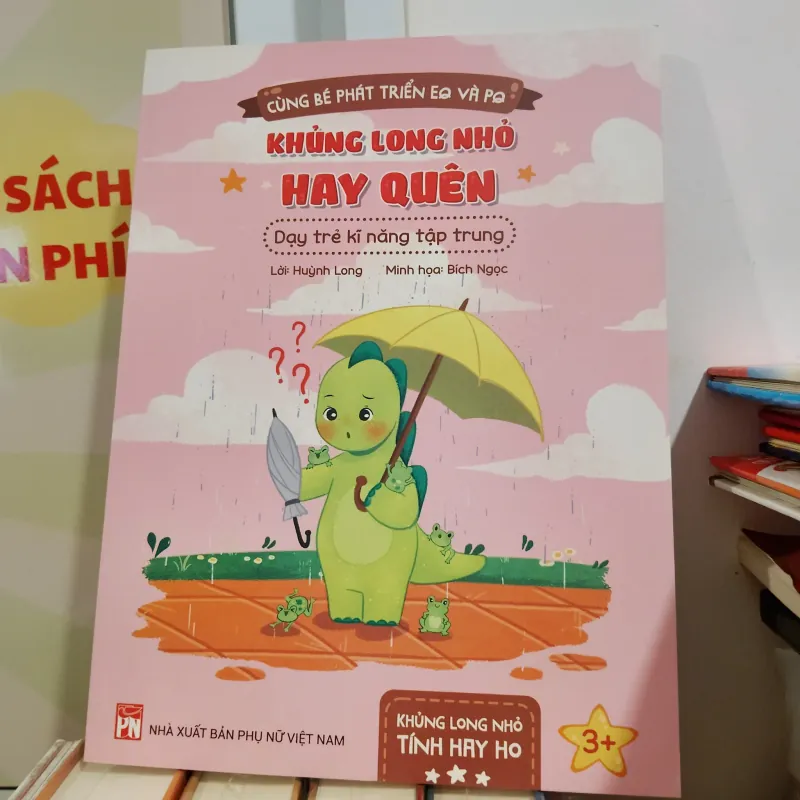 SÁCH
N PHÍ
CÙNG BÉ PHÁT TRIỂN EQ VÀ PQ
KHỦNG LONG NHỎ
HAY QUÊN
Dạy trẻ kĩ năng tập trung
Lời: Huỳnh Long Minh họa: Bích Ngọc
? ? ?
PN
NHÀ XUẤT BẢN PHỤ NỮ VIỆT NAM
KHỦNG LONG NHỎ
TÍNH HAY HO
3+